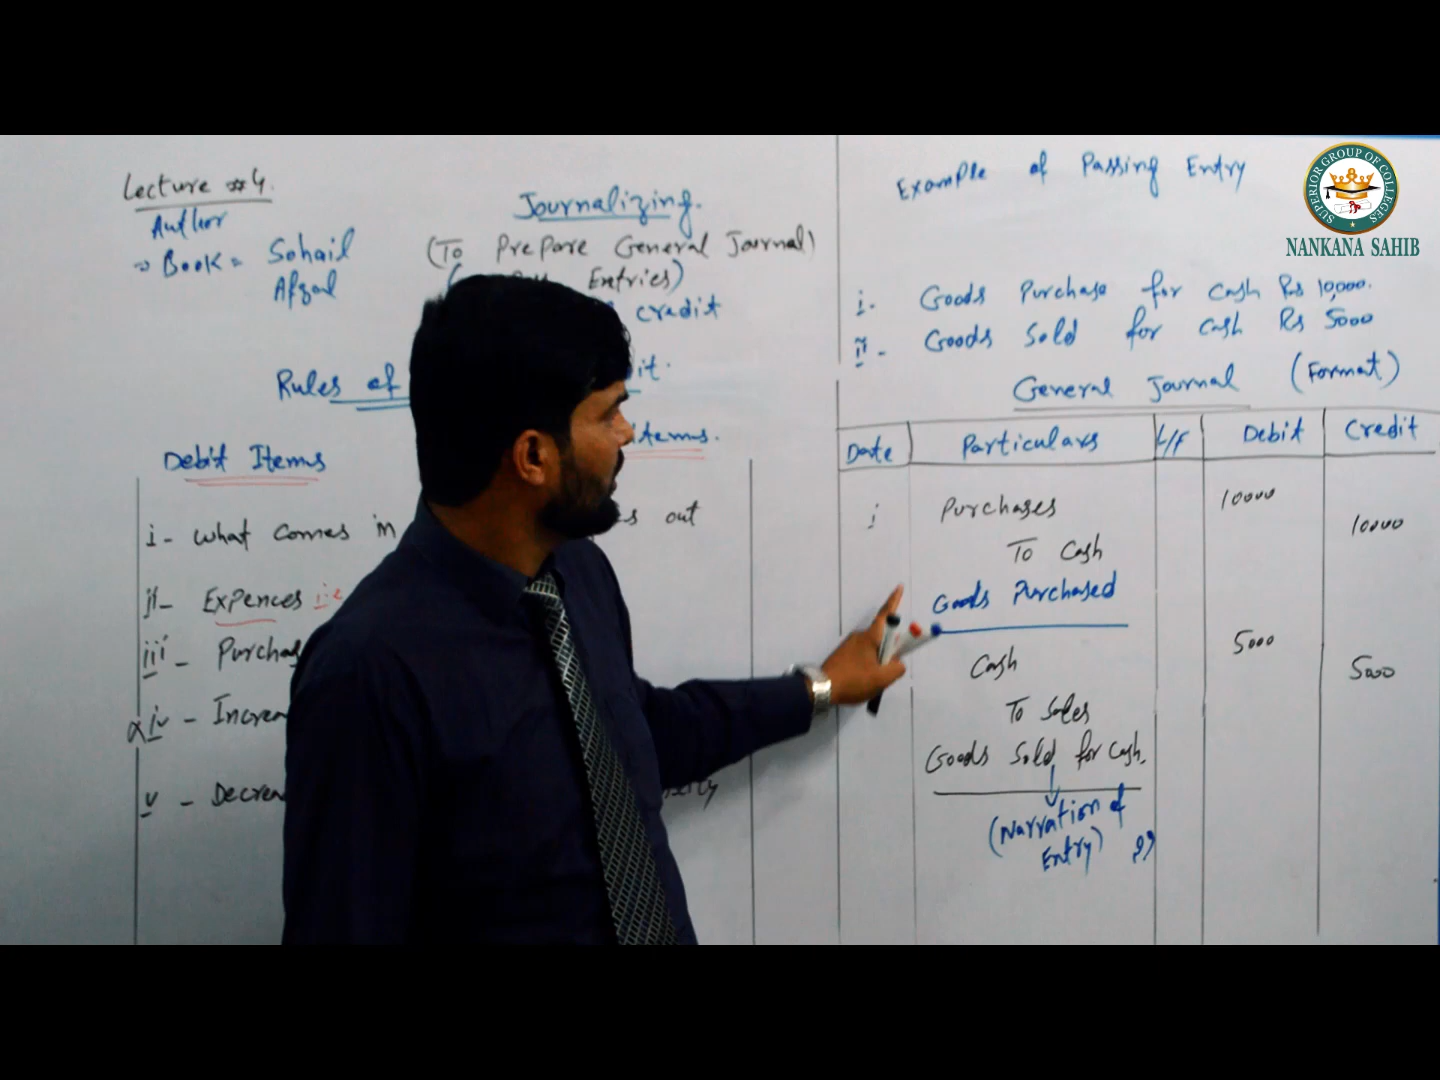 Lecture #4.
Author
Book = Sohail
Afzal
Journalizing.
(To Prepare General Journal)
Entries)
credit
Rules of
Debit Items
items.
i - What comes in
out
ii - Expences i.e
iii -
iv -
v -
Example of Passing Entry
i - Goods Purchase for Cash Rs 10,000.
ii - Goods Sold for Cash Rs 5000
General Journal (Format)
Date Particulars L/F Debit Credit
i Purchases 10000
To Cash 10000
Goods Purchased
Cash 5000
To Sales 5000
Goods Sold for Cash.
(Narration of
Entry)
SUPERIOR GROUP OF COLLEGES
NANKANA SAHIB